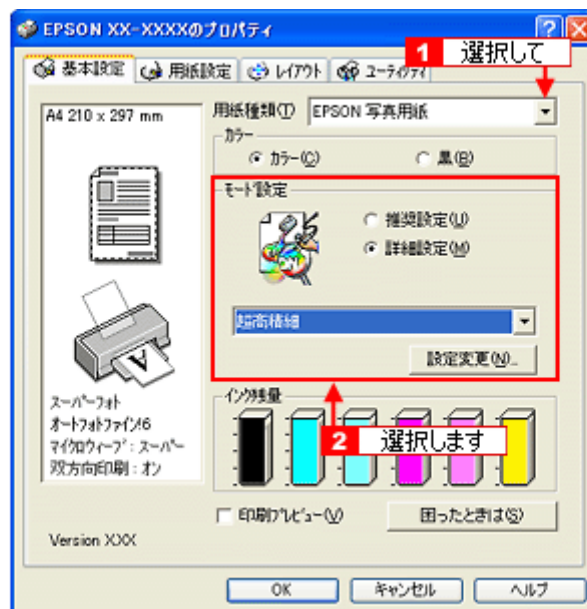 EPSON XX-XXXXのプロパティ
1 選択して
基本設定 用紙設定 レイアウト ユーティリティ
A4 210 x 297 mm
用紙種類(T) EPSON 写真用紙
カラー
カラー(C) 黒(B)
モード設定
推奨設定(U)
詳細設定(M)
超高精細
設定変更(N)...
スーパーフォト
オートフォトファイン!6
マイクロウィーブ:スーパー
双方向印刷:オン
インク残量
2 選択します
印刷プレビュー(V) 困ったときは(S)
Version XXX
OK キャンセル ヘルプ